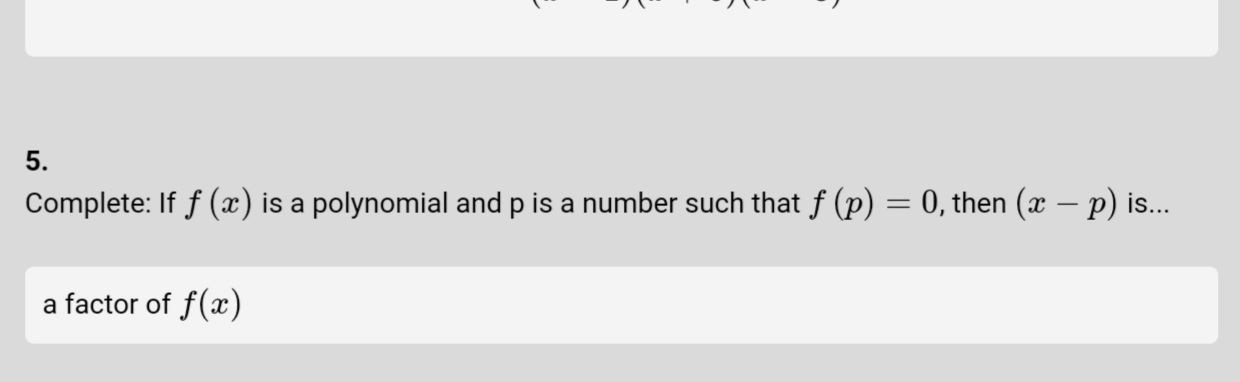 5.
Complete: If f (x) is a polynomial and p is a number such that f (p) = 0, then (x − p) is...
a factor of f(x)